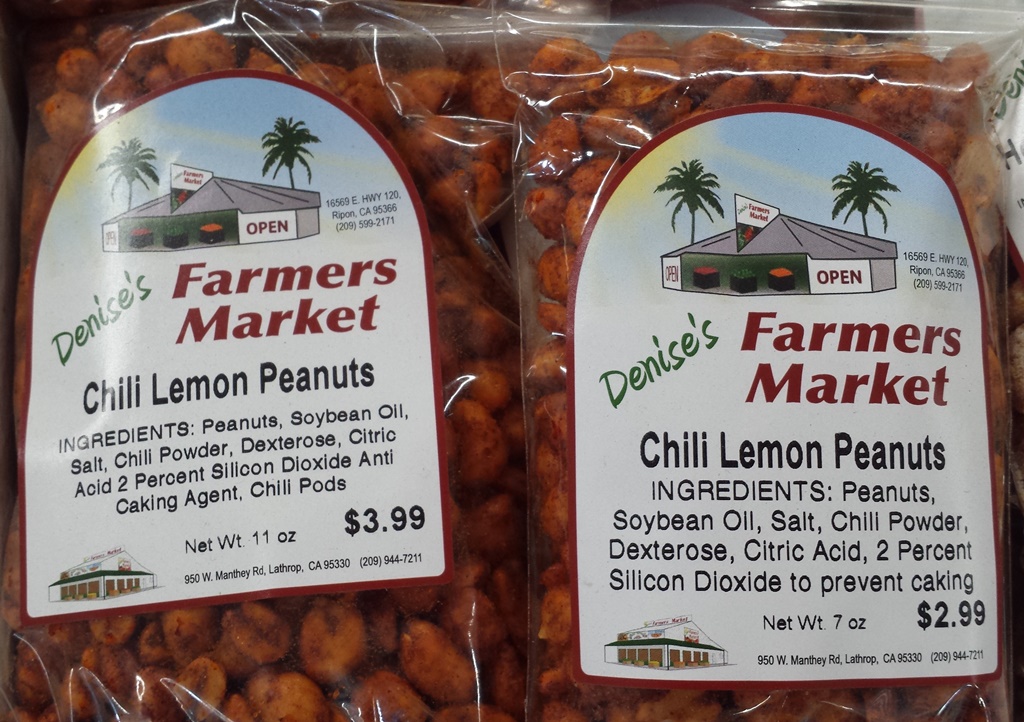 Farmers
Market
OPEN
OPEN
16569 E. HWY 120,
Ripon, CA 95366
(209) 599-2171
Denise's
Farmers
Market
Chili Lemon Peanuts
INGREDIENTS: Peanuts, Soybean Oil,
Salt, Chili Powder, Dexterose, Citric
Acid 2 Percent Silicon Dioxide Anti
Caking Agent, Chili Pods
$3.99
Net Wt. 11 oz
950 W. Manthey Rd, Lathrop, CA 95330 (209) 944-7211
Farmers
Market
OPEN
OPEN
16569 E. HWY 120,
Ripon, CA 95366
(209) 599-2171
Denise's
Farmers
Market
Chili Lemon Peanuts
INGREDIENTS: Peanuts,
Soybean Oil, Salt, Chili Powder,
Dexterose, Citric Acid, 2 Percent
Silicon Dioxide to prevent caking
$2.99
Net Wt. 7 oz
Farmers Market
950 W. Manthey Rd, Lathrop, CA 95330 (209) 944-7211